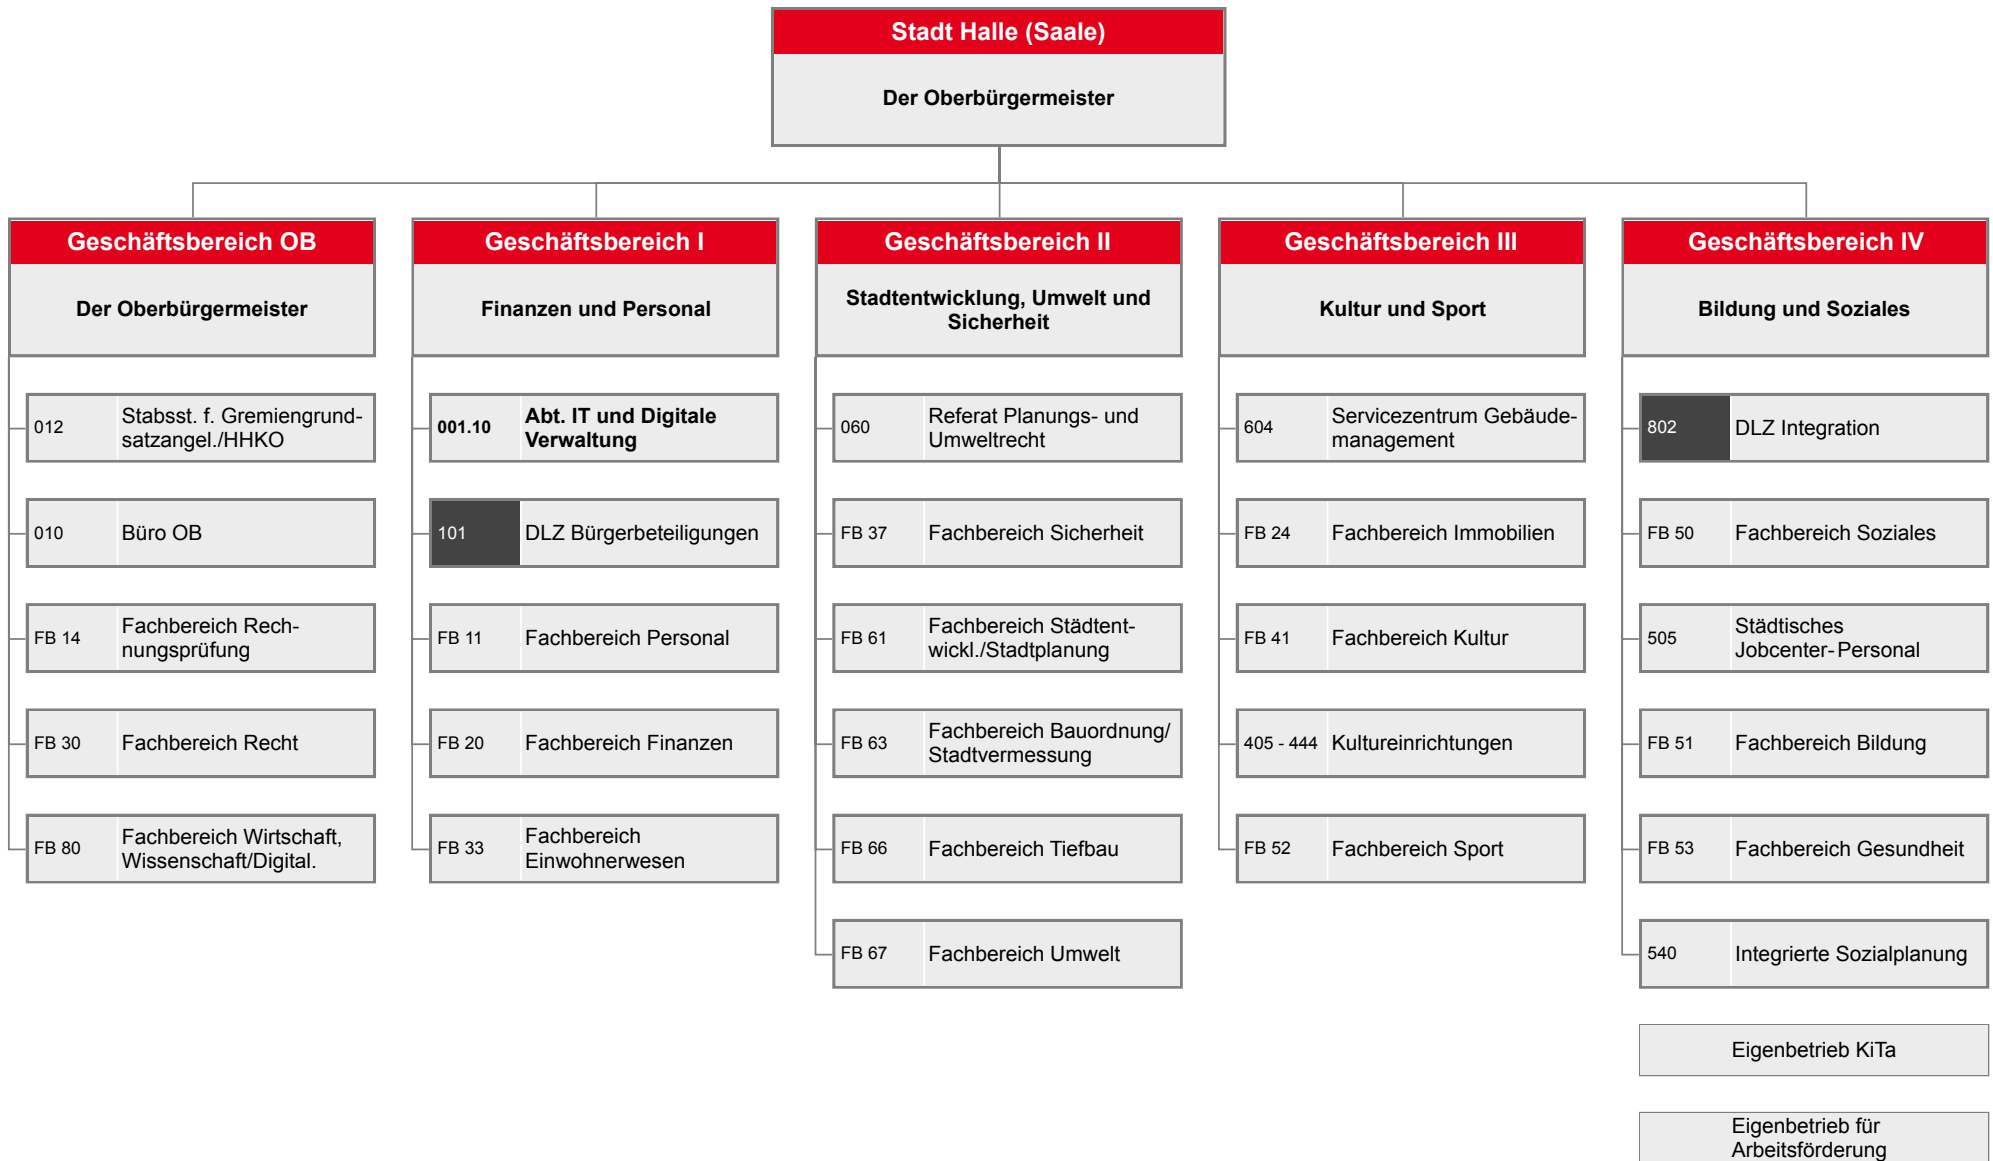 Stadt Halle (Saale)
Der Oberbürgermeister
Geschäftsbereich OB
Der Oberbürgermeister
012
Stabsst. f. Gremiengrund-
satzangel./HHKO
010
Büro OB
FB 14
Fachbereich Rech-
nungsprüfung
FB 30
Fachbereich Recht
FB 80
Fachbereich Wirtschaft,
Wissenschaft/Digital.
Geschäftsbereich I
Finanzen und Personal
001.10
Abt. IT und Digitale
Verwaltung
101
DLZ Bürgerbeteiligungen
FB 11
Fachbereich Personal
FB 20
Fachbereich Finanzen
FB 33
Fachbereich
Einwohnerwesen
Geschäftsbereich II
Stadtentwicklung, Umwelt und
Sicherheit
060
Referat Planungs- und
Umweltrecht
FB 37
Fachbereich Sicherheit
FB 61
Fachbereich Städtent-
wickl./Stadtplanung
FB 63
Fachbereich Bauordnung/
Stadtvermessung
FB 66
Fachbereich Tiefbau
FB 67
Fachbereich Umwelt
Geschäftsbereich III
Kultur und Sport
604
Servicezentrum Gebäude-
management
FB 24
Fachbereich Immobilien
FB 41
Fachbereich Kultur
405 - 444
Kultureinrichtungen
FB 52
Fachbereich Sport
Geschäftsbereich IV
Bildung und Soziales
802
DLZ Integration
FB 50
Fachbereich Soziales
505
Städtisches
Jobcenter-Personal
FB 51
Fachbereich Bildung
FB 53
Fachbereich Gesundheit
540
Integrierte Sozialplanung
Eigenbetrieb KiTa
Eigenbetrieb für
Arbeitsförderung